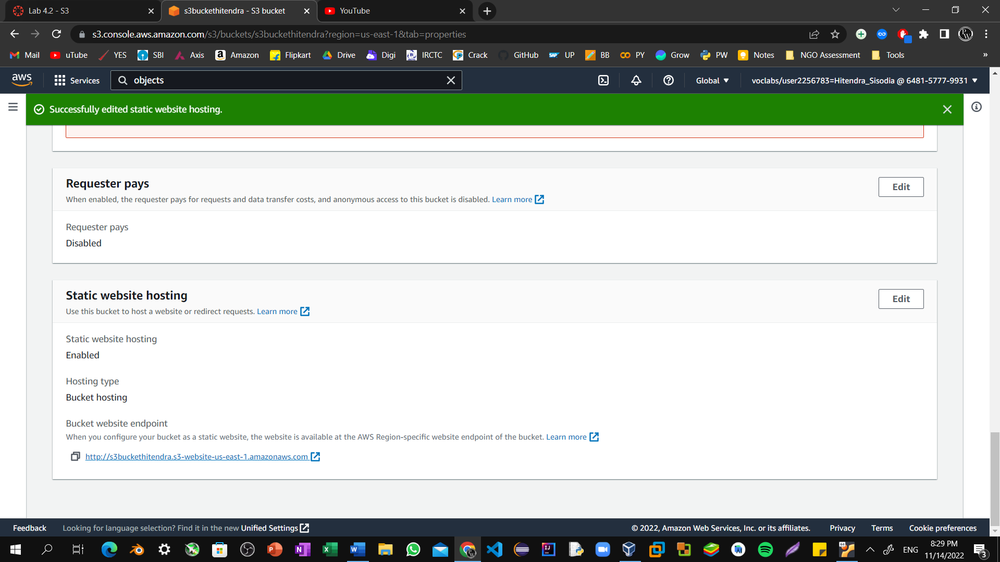 Lab 4.2 - S3
s3buckethitendra - S3 bucket
YouTube
s3.console.aws.amazon.com/s3/buckets/s3buckethitendra?region=us-east-1&tab=properties
Mail
uTube
YES
SBI
Axis
Amazon
Flipkart
Drive
Digi
IRCTC
Crack
GitHub
UP
BB
PY
Grow
PW
Notes
NGO Assessment
Tools
»
aws
Services
objects
Global
voclabs/user2256783=Hitendra_Sisodia @ 6481-5777-9931
Successfully edited static website hosting.
Requester pays
Edit
When enabled, the requester pays for requests and data transfer costs, and anonymous access to this bucket is disabled. Learn more
Requester pays
Disabled
Static website hosting
Edit
Use this bucket to host a website or redirect requests. Learn more
Static website hosting
Enabled
Hosting type
Bucket hosting
Bucket website endpoint
When you configure your bucket as a static website, the website is available at the AWS Region-specific website endpoint of the bucket. Learn more
http://s3buckethitendra.s3-website-us-east-1.amazonaws.com
Feedback
Looking for language selection? Find it in the new Unified Settings
© 2022, Amazon Web Services, Inc. or its affiliates.
Privacy
Terms
Cookie preferences
ENG
8:29 PM
11/14/2022
3